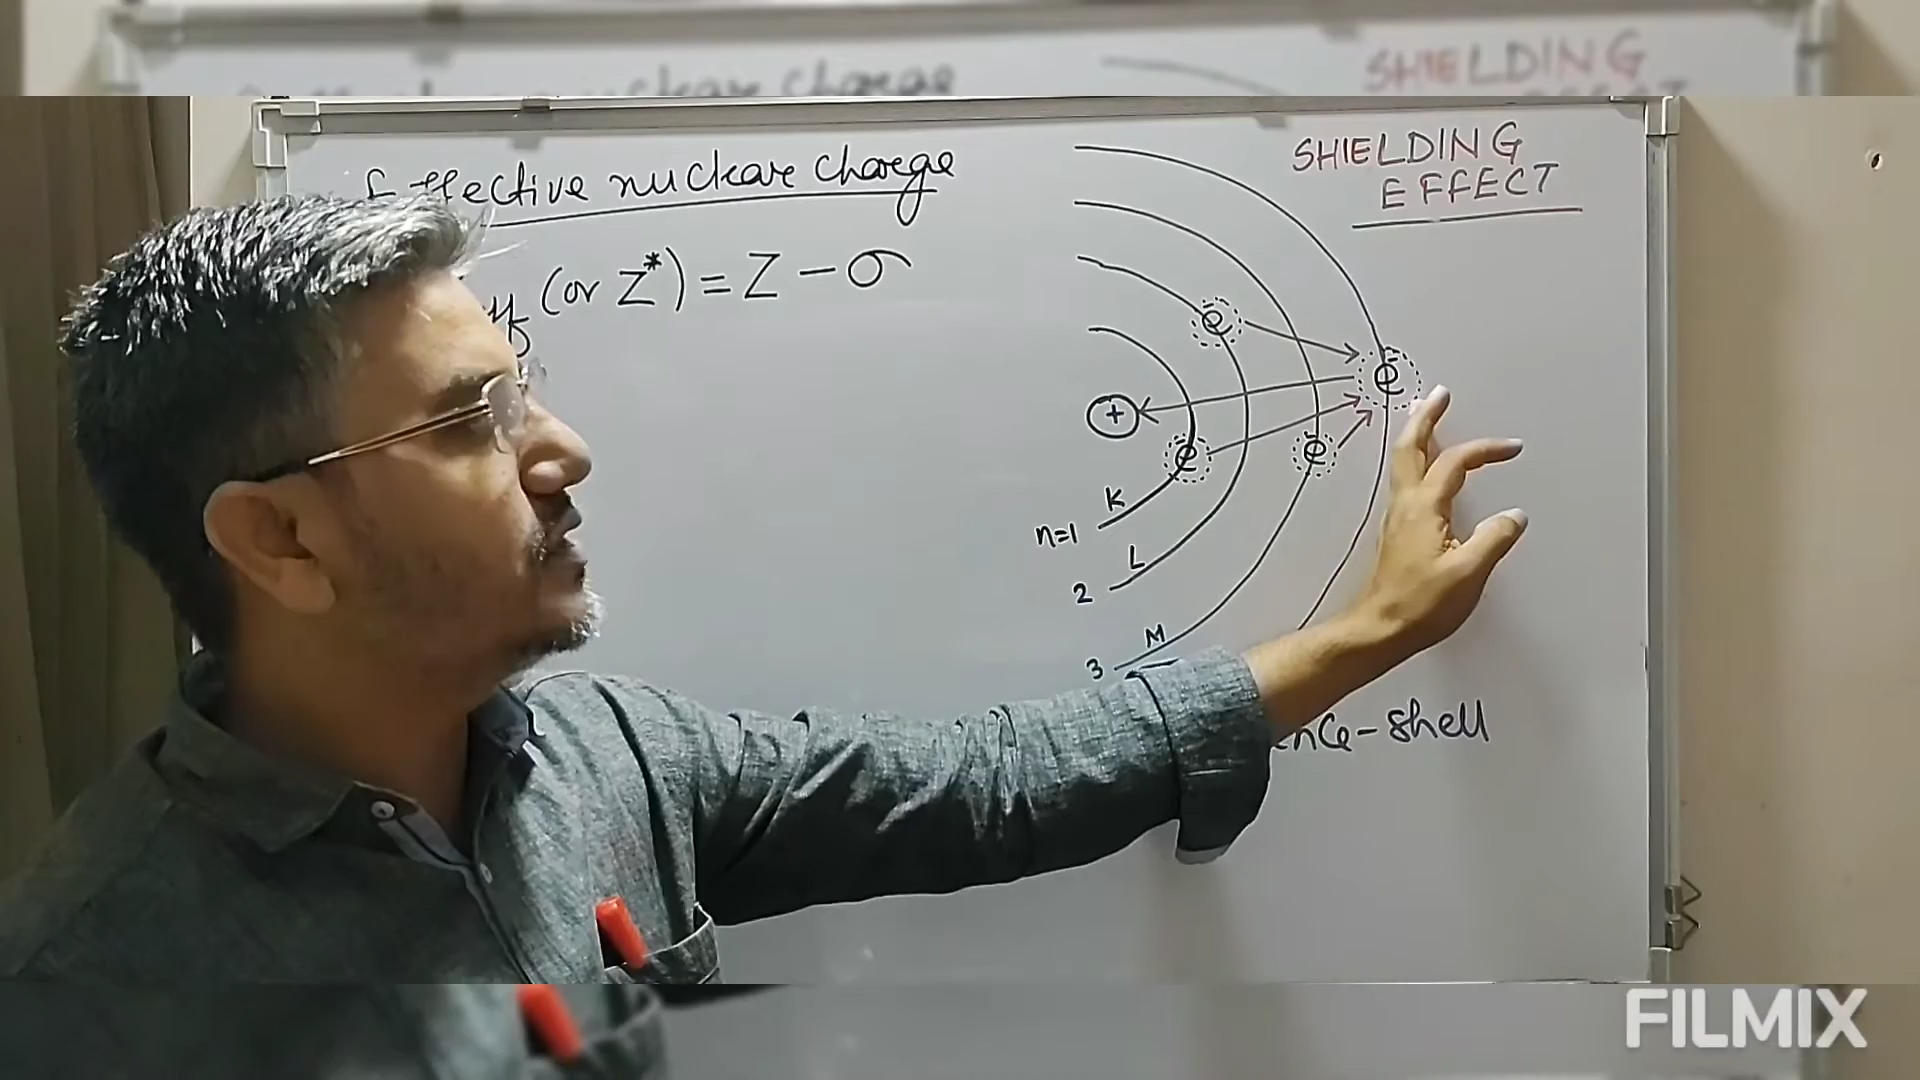 Effective nuclear charge
(or Z*) = Z - σ
SHIELDING
EFFECT
e-
e-
+
e-
e-
K
n=1
L
2
M
3
shell
FILMIX